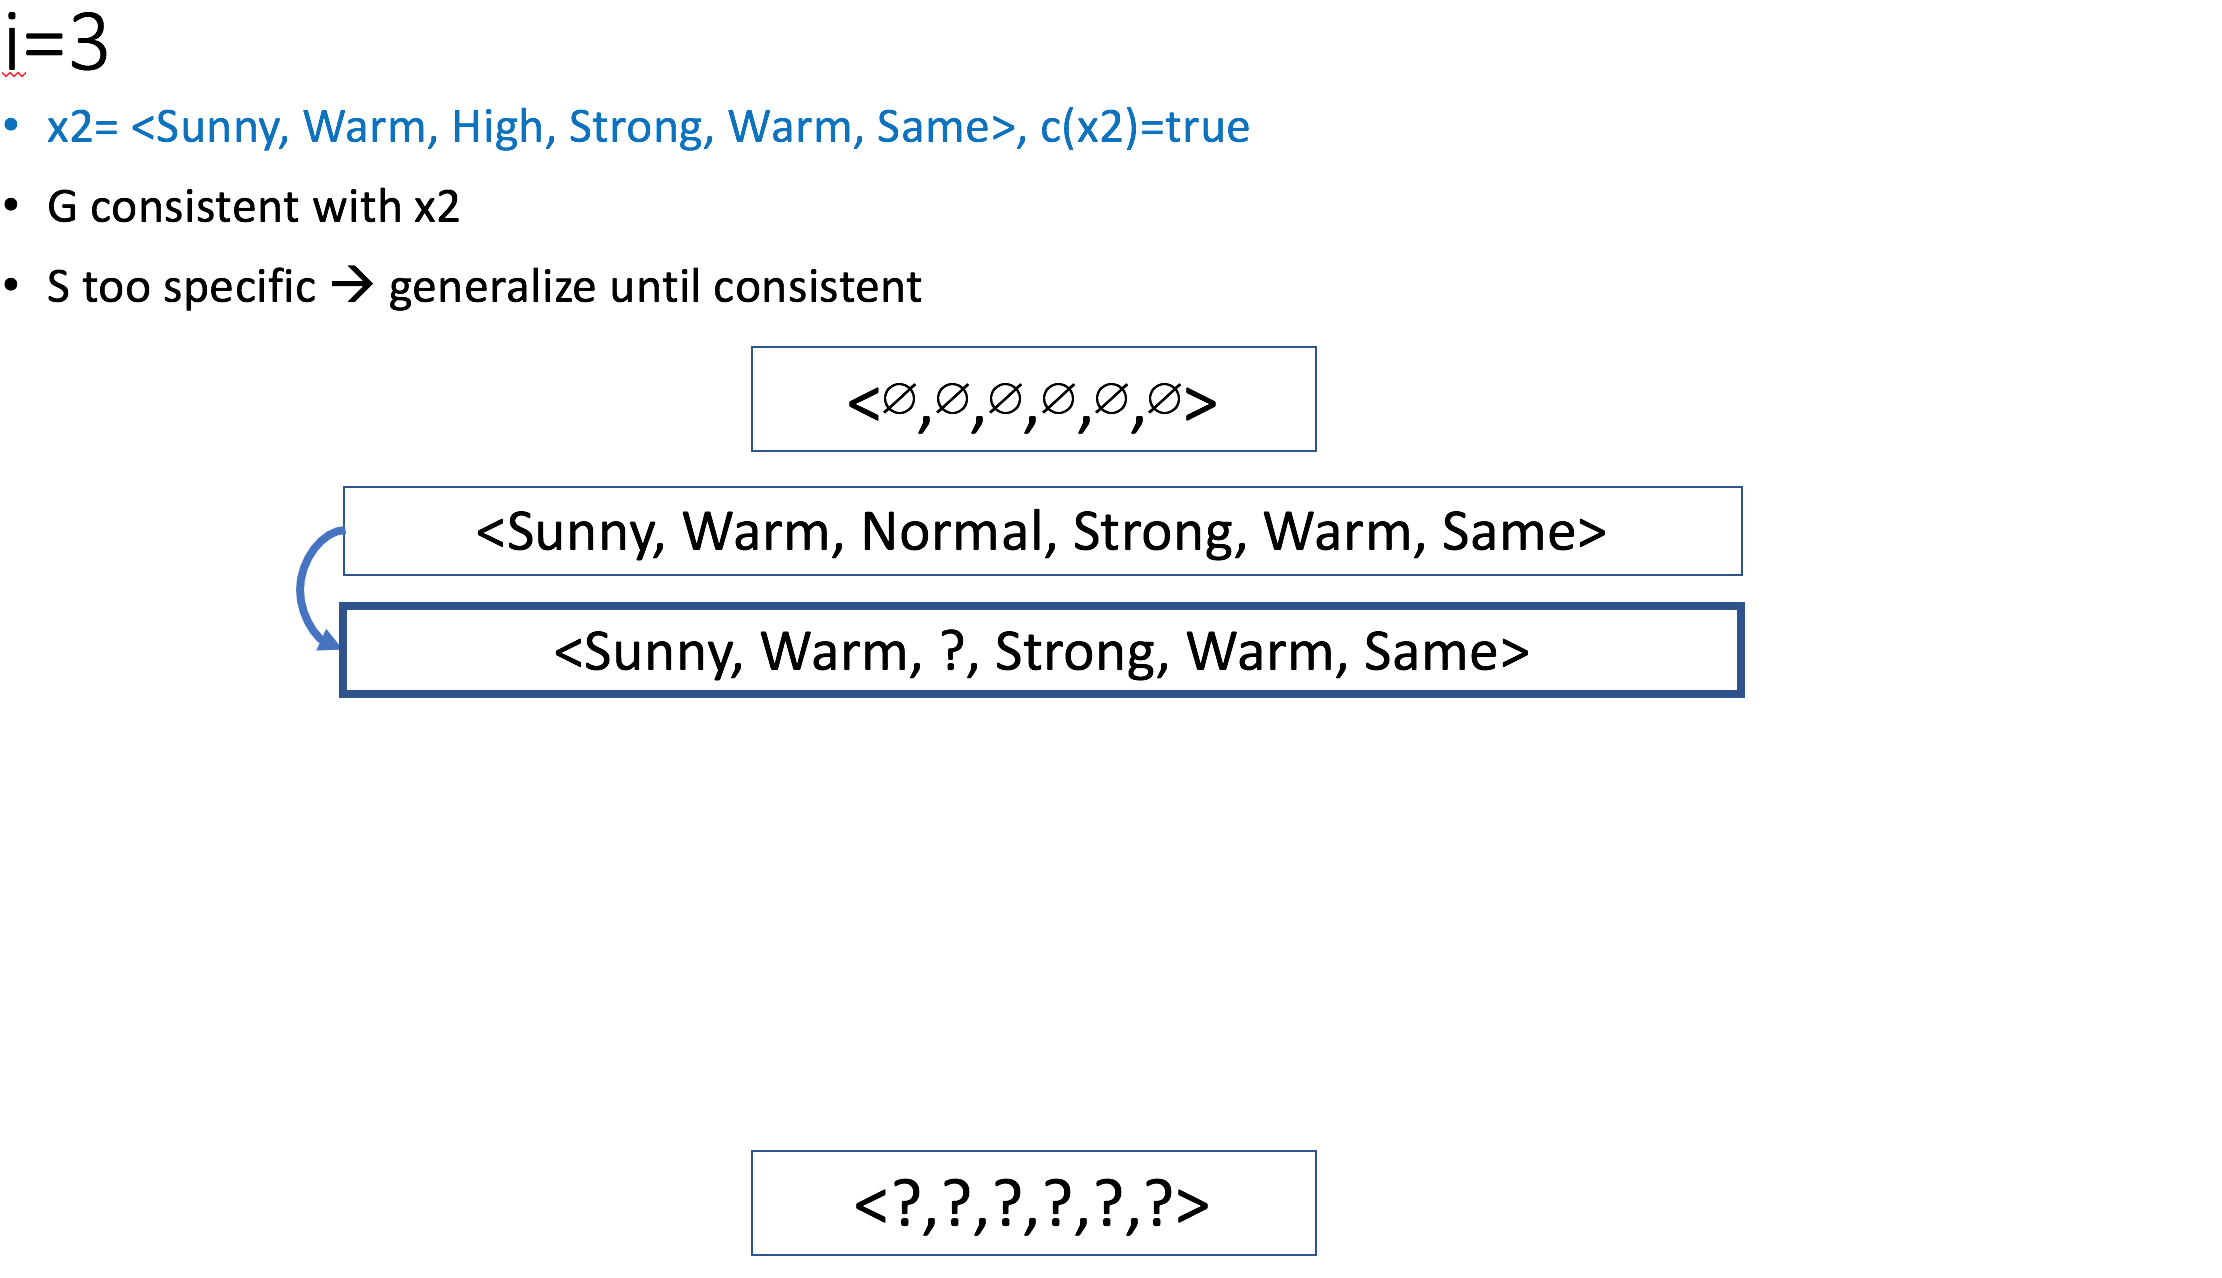 i=3
• x2= <Sunny, Warm, High, Strong, Warm, Same>, c(x2)=true
• G consistent with x2
• S too specific → generalize until consistent
<∅,∅,∅,∅,∅,∅>
<Sunny, Warm, Normal, Strong, Warm, Same>
<Sunny, Warm, ?, Strong, Warm, Same>
<?,?,?,?,?,?>